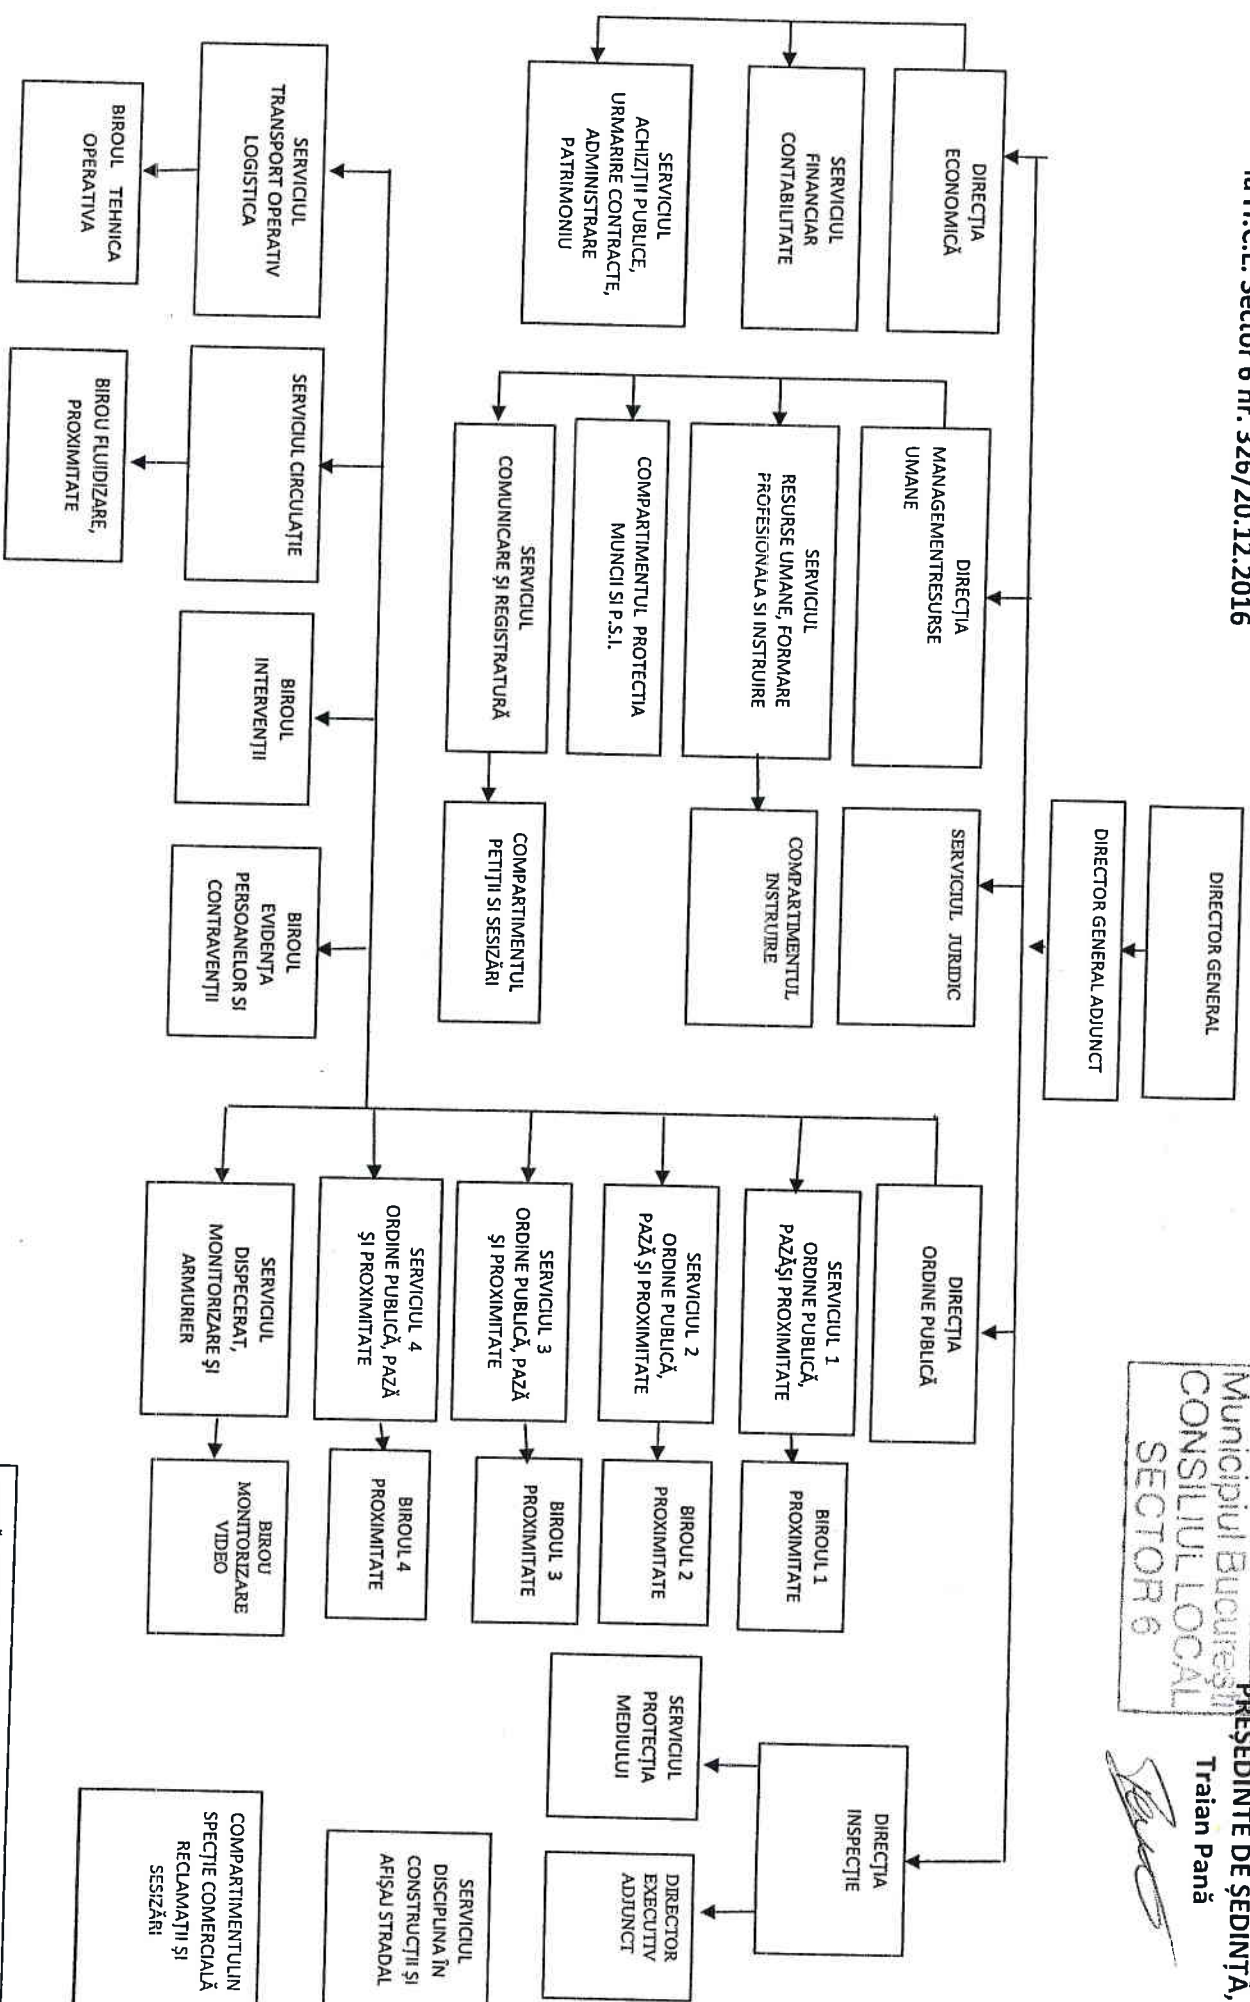 la H.C.L. Sector 6 nr. 326/20.12.2016
PREȘEDINTE DE ȘEDINȚĂ,
Traian Pană
Municipiul București
CONSILIUL LOCAL
SECTOR 6
DIRECTOR GENERAL
DIRECTOR GENERAL ADJUNCT
DIRECȚIA
ECONOMICĂ
SERVICIUL
FINANCIAR
CONTABILITATE
SERVICIUL
ACHIZIȚII PUBLICE,
URMARIRE CONTRACTE,
ADMINISTRARE
PATRIMONIU
DIRECȚIA
MANAGEMENTRESURSE
UMANE
SERVICIUL
RESURSE UMANE, FORMARE
PROFESIONALA SI INSTRUIRE
COMPARTIMENTUL PROTECTIA
MUNCII SI P.S.I.
SERVICIUL
COMUNICARE ȘI REGISTRATURĂ
SERVICIUL JURIDIC
COMPARTIMENTUL
INSTRUIRE
COMPARTIMENTUL
PETIȚII SI SESIZĂRI
DIRECȚIA
ORDINE PUBLICĂ
SERVICIUL 1
ORDINE PUBLICĂ,
PAZĂȘI PROXIMITATE
BIROUL 1
PROXIMITATE
SERVICIUL 2
ORDINE PUBLICĂ,
PAZĂ ȘI PROXIMITATE
BIROUL 2
PROXIMITATE
SERVICIUL 3
ORDINE PUBLICĂ, PAZĂ
ȘI PROXIMITATE
BIROUL 3
PROXIMITATE
SERVICIUL 4
ORDINE PUBLICĂ, PAZĂ
ȘI PROXIMITATE
BIROUL 4
PROXIMITATE
SERVICIUL
DISPECERAT,
MONITORIZARE ȘI
ARMURIER
BIROU
MONITORIZARE
VIDEO
DIRECȚIA
INSPECȚIE
SERVICIUL
PROTECȚIA
MEDIULUI
DIRECTOR
EXECUTIV
ADJUNCT
SERVICIUL
DISCIPLINA ÎN
CONSTRUCȚII ȘI
AFIȘAJ STRADAL
COMPARTIMENTULIN
SPECȚIE COMERCIALĂ
RECLAMAȚII ȘI
SESIZĂRI
SERVICIUL
TRANSPORT OPERATIV
LOGISTICA
BIROUL TEHNICA
OPERATIVA
SERVICIUL CIRCULAȚIE
BIROU FLUIDIZARE,
PROXIMITATE
BIROUL
INTERVENȚII
BIROUL
EVIDENȚA
PERSOANELOR SI
CONTRAVENȚII